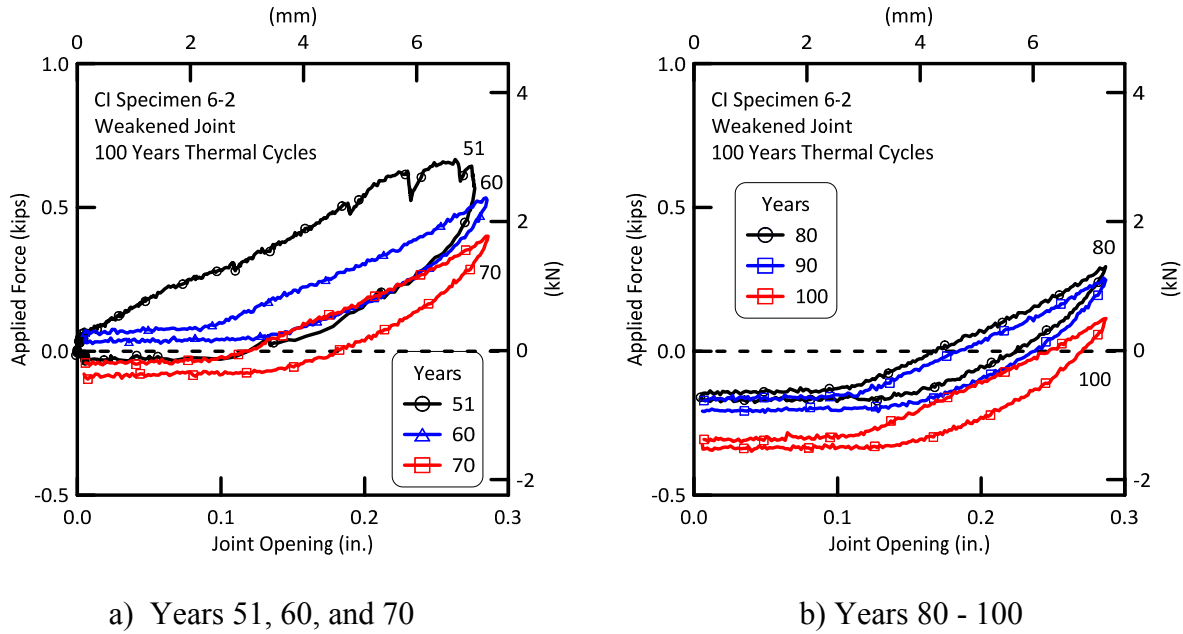 (mm)
0 2 4 6
1.0
0.5
0.0
-0.5
Applied Force (kips)
CI Specimen 6-2
Weakened Joint
100 Years Thermal Cycles
51
60
70
Years
51
60
70
4
2
0
-2
(kN)
0.0 0.1 0.2 0.3
Joint Opening (in.)
a) Years 51, 60, and 70
(mm)
0 2 4 6
1.0
0.5
0.0
-0.5
Applied Force (kips)
CI Specimen 6-2
Weakened Joint
100 Years Thermal Cycles
Years
80
90
100
80
100
4
2
0
-2
(kN)
0.0 0.1 0.2 0.3
Joint Opening (in.)
b) Years 80 - 100